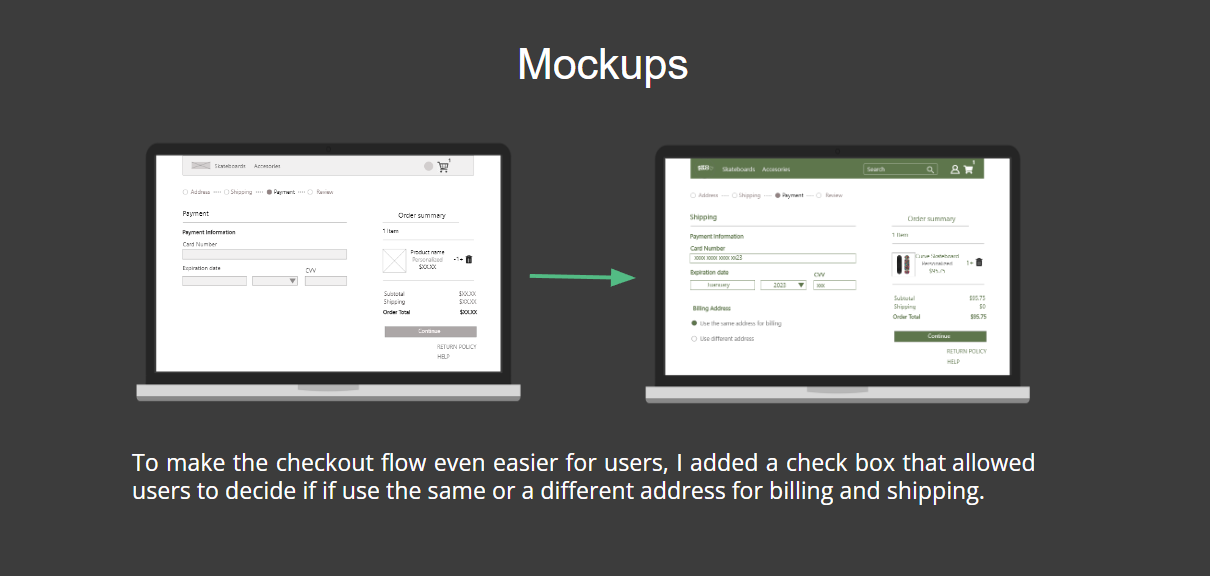 Mockups
Skateboards Accesories 1
Address Shipping Payment Review
Payment
Payment Information
Card Number
Expiration date
CVV
Order summary
1 Item
Product name
Personalized
$XX.XX
-1+
Subtotal $XX.XX
Shipping $XX.XX
Order Total $XX.XX
Continue
RETURN POLICY
HELP
Skateboards Accesories Search 1
Address Shipping Payment Review
Shipping
Payment Information
Card Number
xxxx xxxx xxxx xx23
Expiration date
CVV
2023
xxx
Billing Address
Use the same address for billing
Use different address
Order summary
1 Item
Curve Skateboard
Personalized
$95.75
1+
Subtotal $95.75
Shipping $0
Order Total $95.75
Continue
RETURN POLICY
HELP
To make the checkout flow even easier for users, I added a check box that allowed
users to decide if if use the same or a different address for billing and shipping.